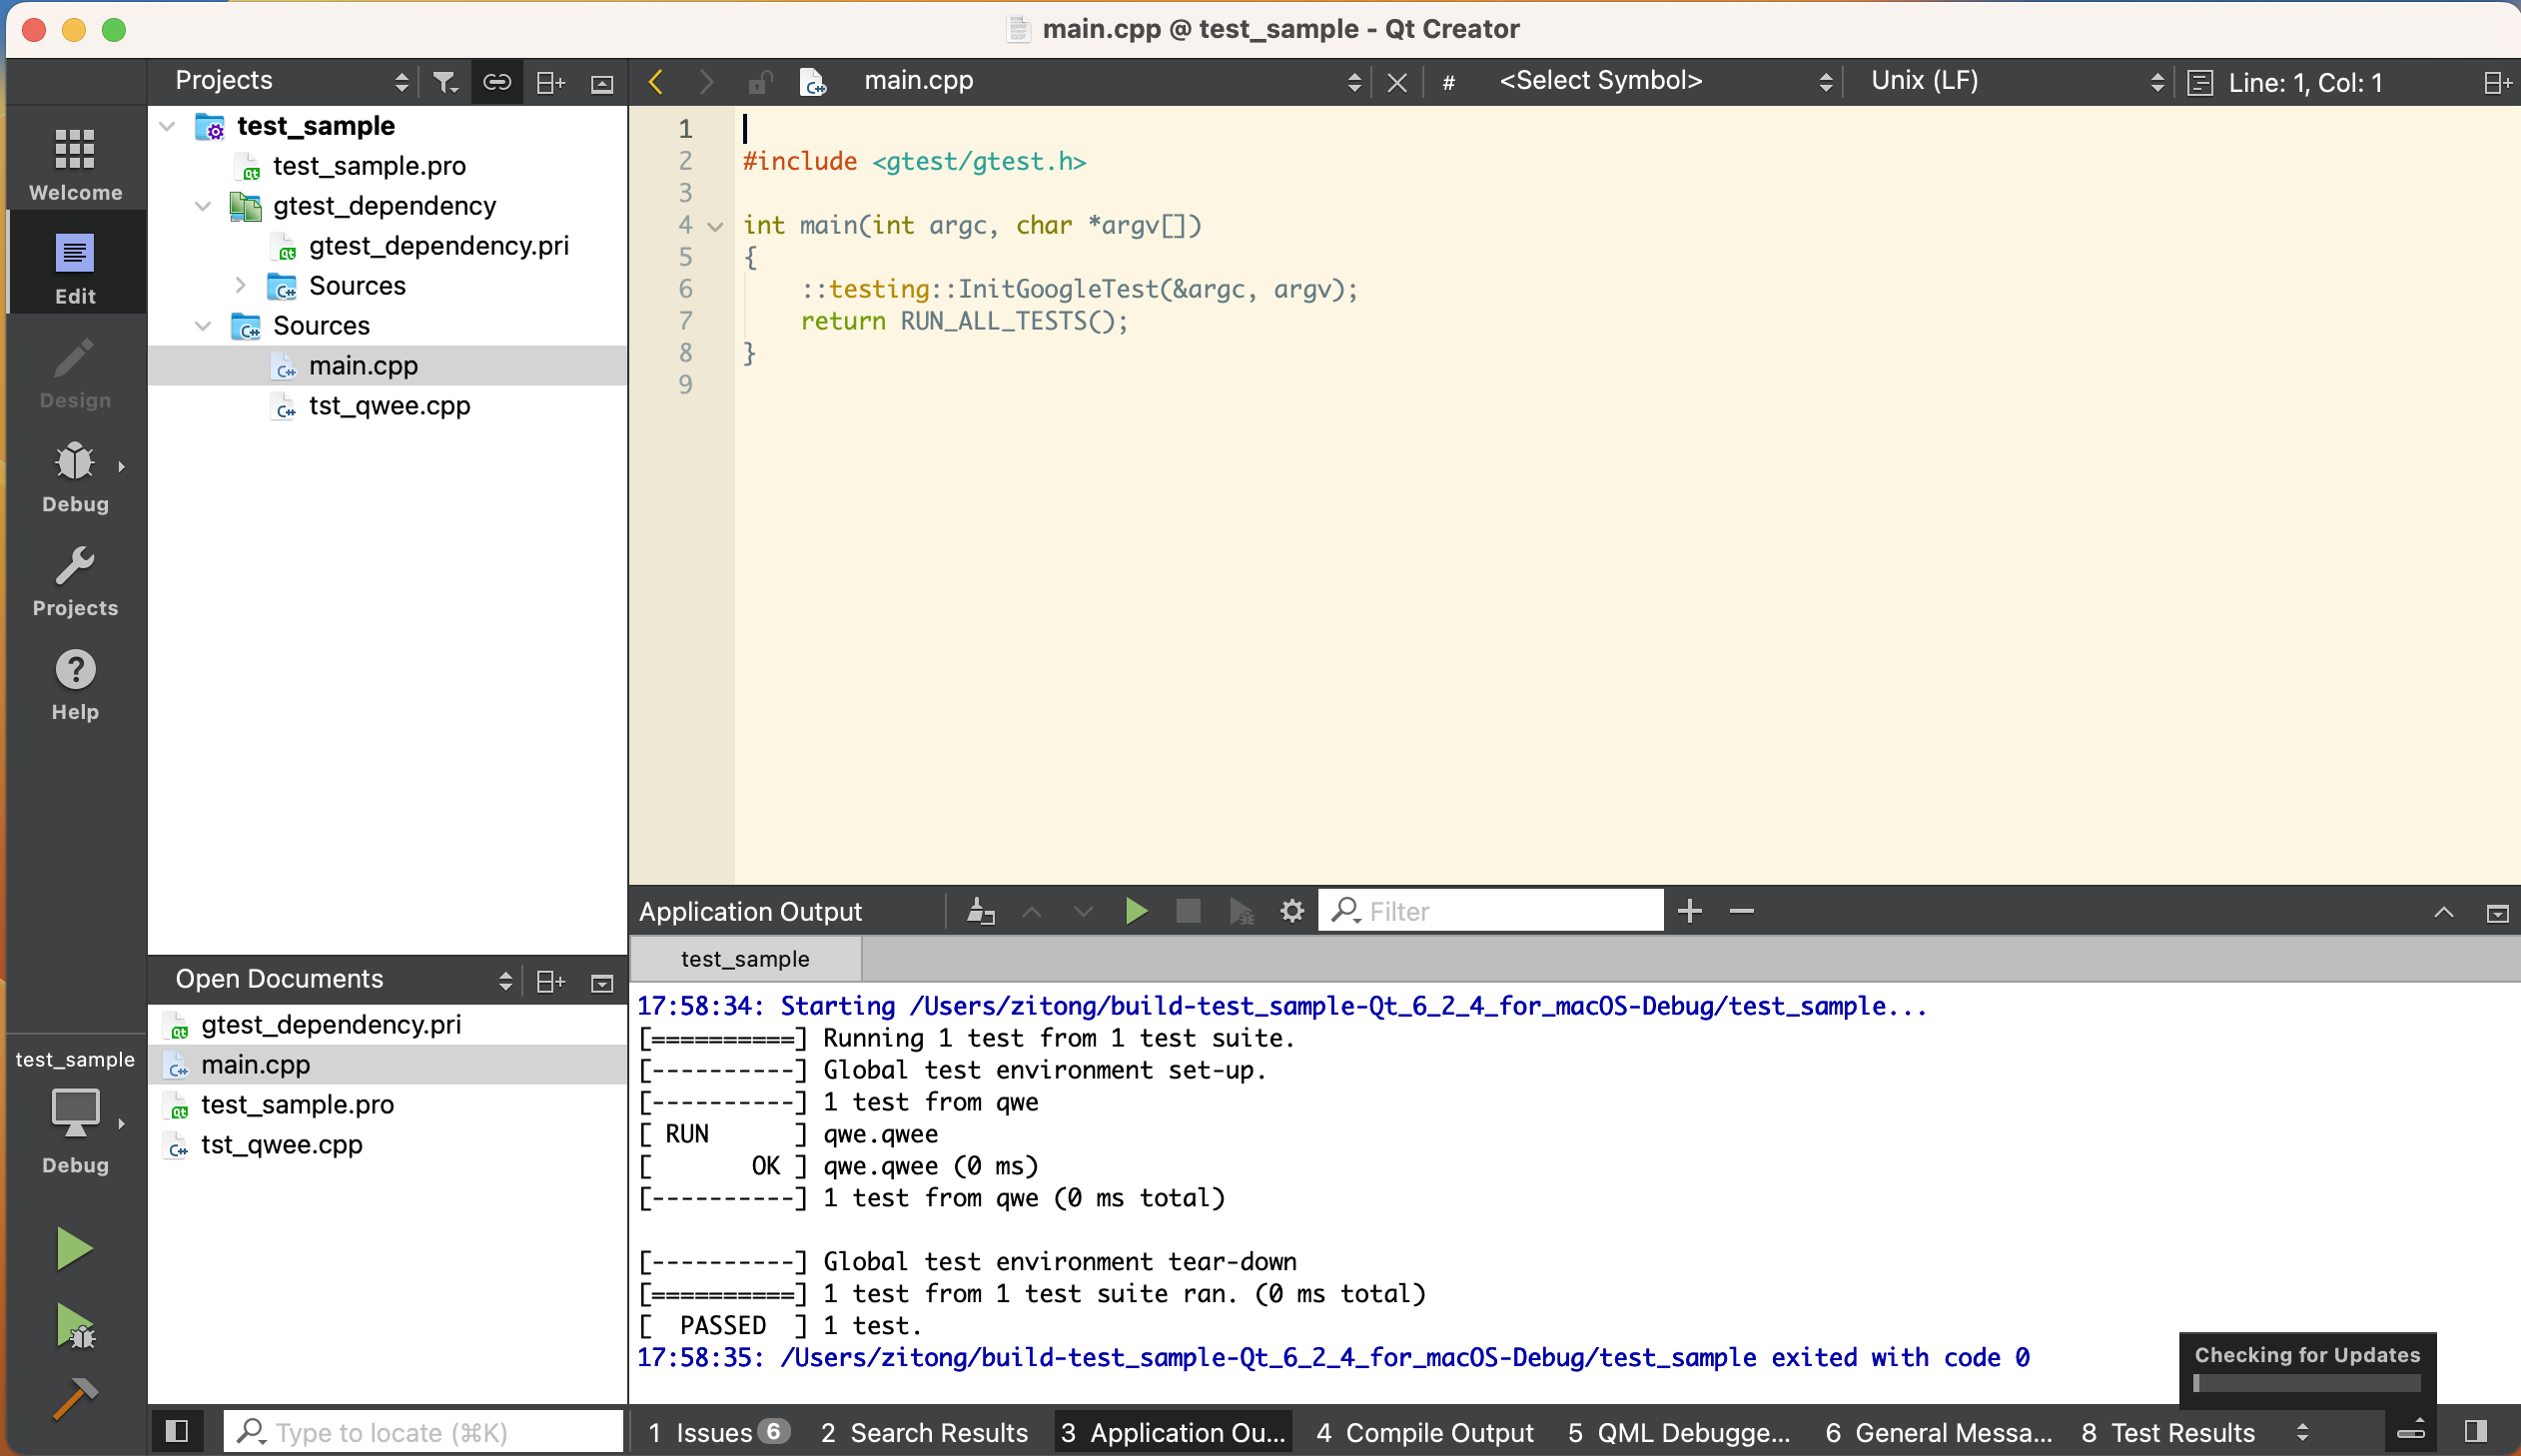 main.cpp @ test_sample - Qt Creator
Projects
main.cpp
#
<Select Symbol>
Unix (LF)
Line: 1, Col: 1
Welcome
Edit
Design
Debug
Projects
Help
test_sample
test_sample.pro
gtest_dependency
gtest_dependency.pri
Sources
Sources
main.cpp
tst_qwee.cpp
1
2 #include <gtest/gtest.h>
3
4 int main(int argc, char *argv[])
5 {
6 ::testing::InitGoogleTest(&argc, argv);
7 return RUN_ALL_TESTS();
8 }
9
Open Documents
gtest_dependency.pri
main.cpp
test_sample.pro
tst_qwee.cpp
test_sample
Debug
Application Output
Filter
test_sample
17:58:34: Starting /Users/zitong/build-test_sample-Qt_6_2_4_for_macOS-Debug/test_sample...
[==========] Running 1 test from 1 test suite.
[----------] Global test environment set-up.
[----------] 1 test from qwe
[ RUN      ] qwe.qwee
[       OK ] qwe.qwee (0 ms)
[----------] 1 test from qwe (0 ms total)
[----------] Global test environment tear-down
[==========] 1 test from 1 test suite ran. (0 ms total)
[  PASSED  ] 1 test.
17:58:35: /Users/zitong/build-test_sample-Qt_6_2_4_for_macOS-Debug/test_sample exited with code 0
Checking for Updates
Type to locate (⌘K)
1 Issues 6
2 Search Results
3 Application Ou...
4 Compile Output
5 QML Debugge...
6 General Messa...
8 Test Results